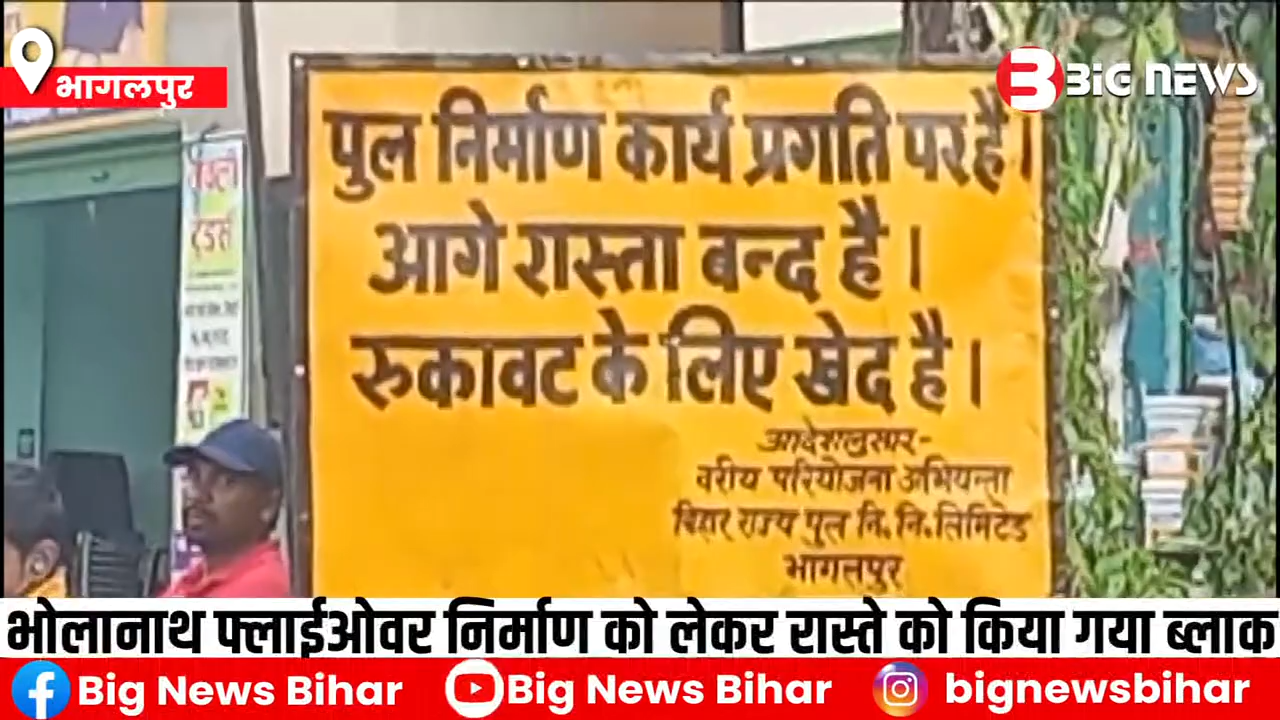 भागलपुर
BIG NEWS
पुल निर्माण कार्य प्रगति पर है।
आगे रास्ता बन्द है।
रुकावट के लिए खेद है।
आदेशानुसार-
वरीय परियोजना अभियन्ता
बिहार राज्य पुल नि. नि. लिमिटेड
भागलपुर
भोलानाथ फ्लाईओवर निर्माण को लेकर रास्ते को किया गया ब्लाक
Big News Bihar
Big News Bihar
bignewsbihar